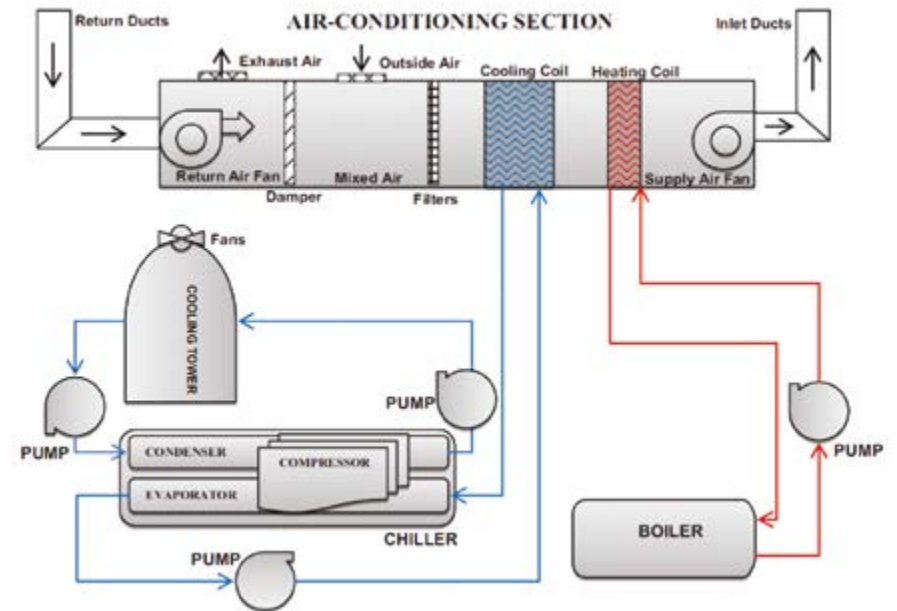 AIR-CONDITIONING SECTION
Return Ducts
Inlet Ducts
Exhaust Air
Outside Air
Cooling Coil
Heating Coil
Return Air Fan
Mixed Air
Supply Air Fan
Damper
Filters
Fans
COOLING TOWER
PUMP
PUMP
PUMP
CONDENSER
COMPRESSOR
EVAPORATOR
CHILLER
BOILER
PUMP